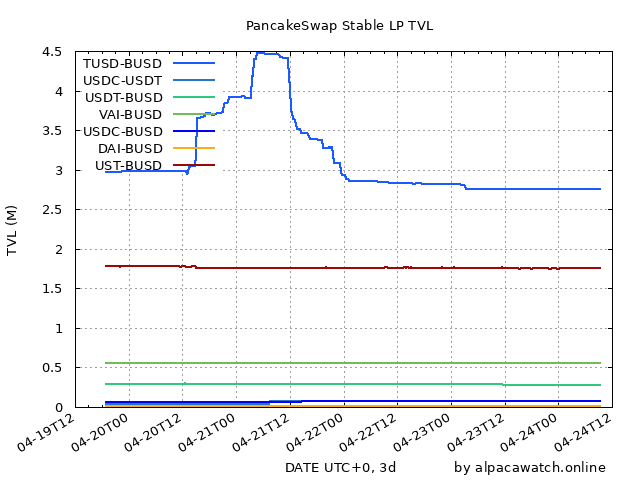 PancakeSwap Stable LP TVL
4.5
4
3.5
3
2.5
2
1.5
1
0.5
0
TVL (M)
TUSD-BUSD
USDC-USDT
USDT-BUSD
VAI-BUSD
USDC-BUSD
DAI-BUSD
UST-BUSD
04-19T12
04-20T00
04-20T12
04-21T00
04-21T12
04-22T00
04-22T12
04-23T00
04-23T12
04-24T00
04-24T12
DATE UTC+0, 3d
by alpacawatch.online